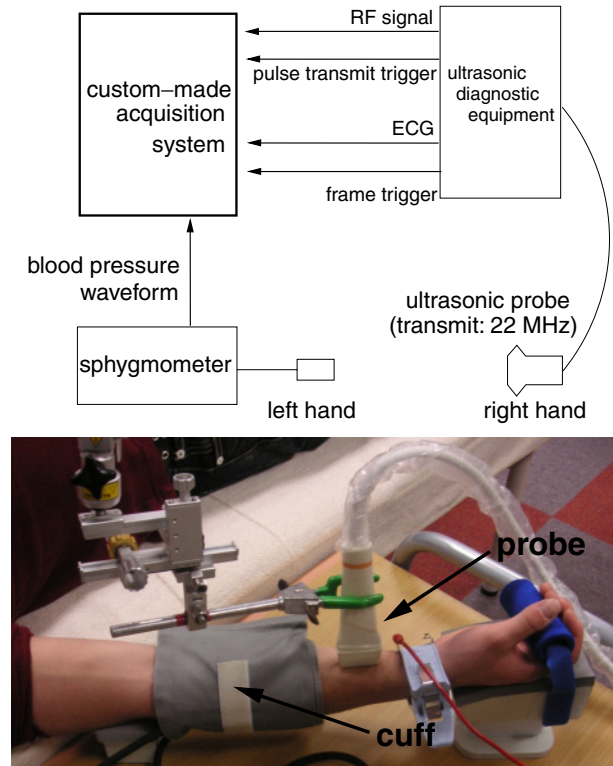 RF signal
pulse transmit trigger
ECG
frame trigger
custom−made
acquisition
system
ultrasonic
diagnostic
equipment
blood pressure
waveform
ultrasonic probe
(transmit: 22 MHz)
sphygmometer
left hand
right hand
probe
cuff